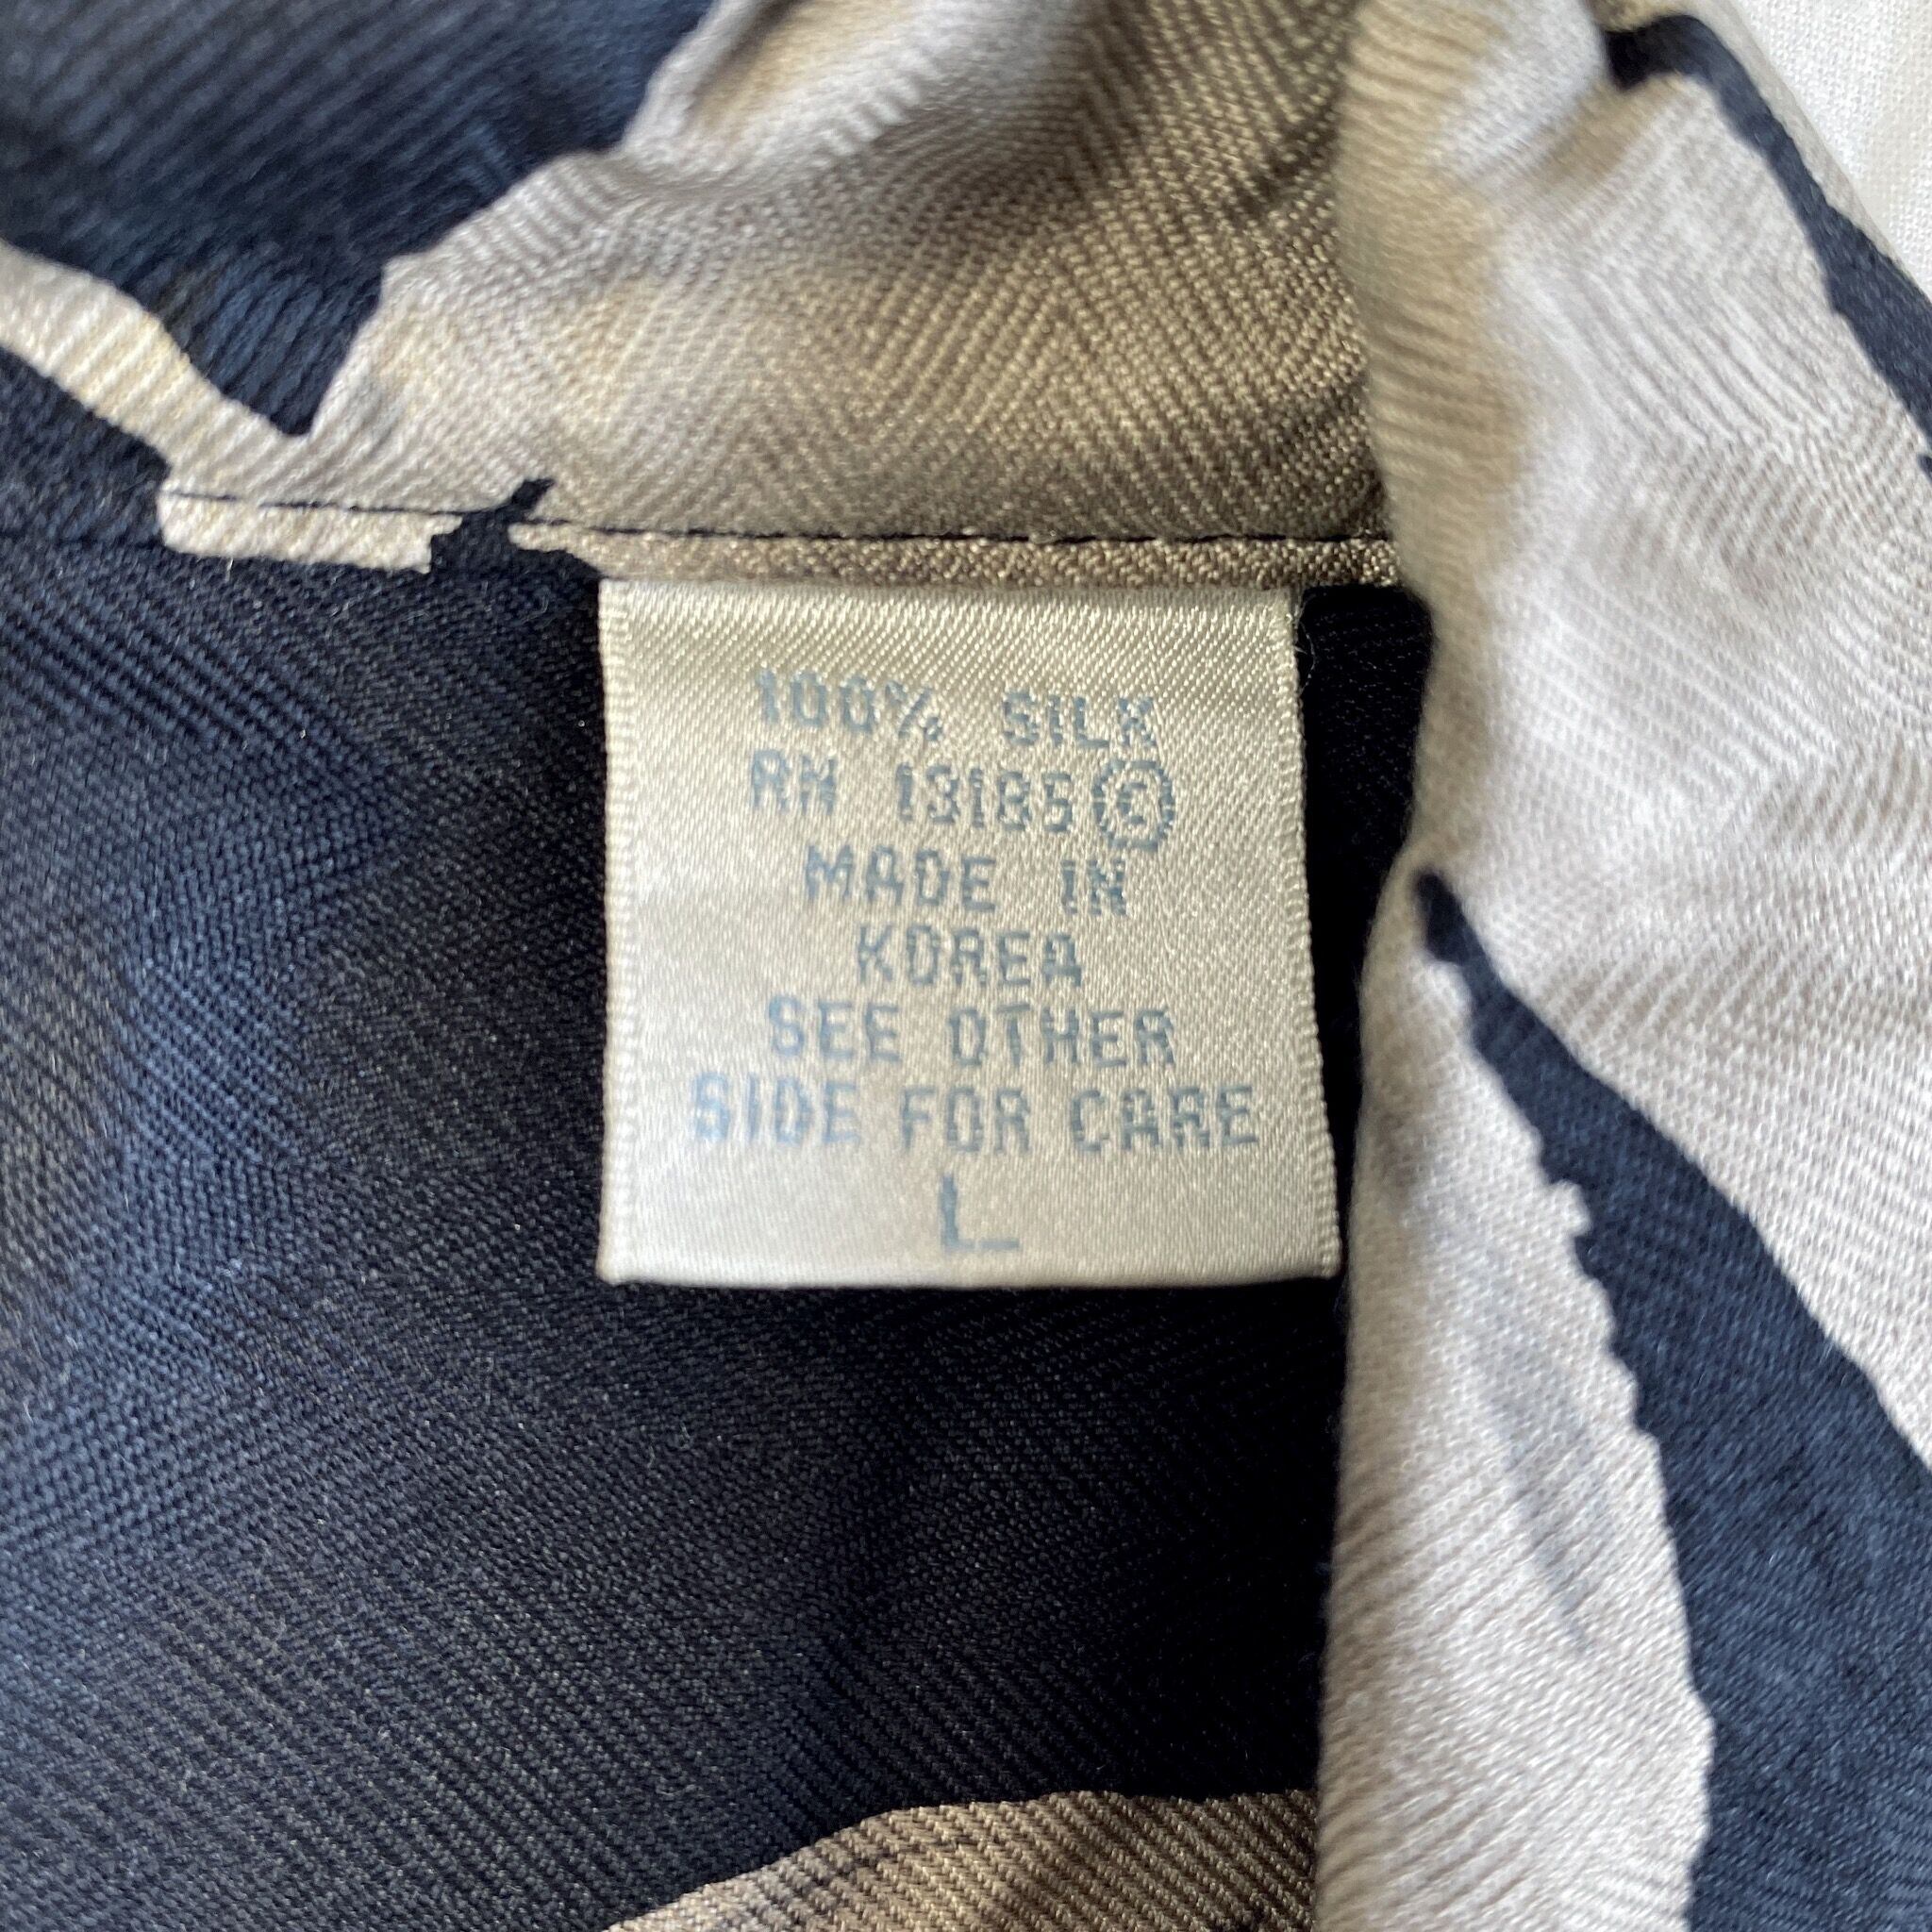 100% SILK
RN 13185 ©
MADE IN
KOREA
SEE OTHER
SIDE FOR CARE
L